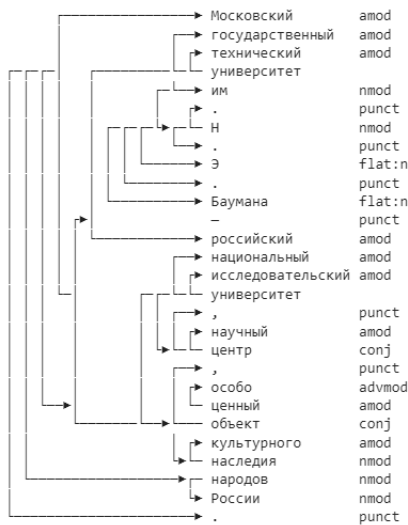 Московский amod
государственный amod
технический amod
университет
им nmod
. punct
Н nmod
. punct
Э flat:n
. punct
Баумана flat:n
— punct
российский amod
национальный amod
исследовательский amod
университет
, punct
научный amod
центр conj
, punct
особо advmod
ценный amod
объект conj
культурного amod
наследия nmod
народов nmod
России nmod
. punct